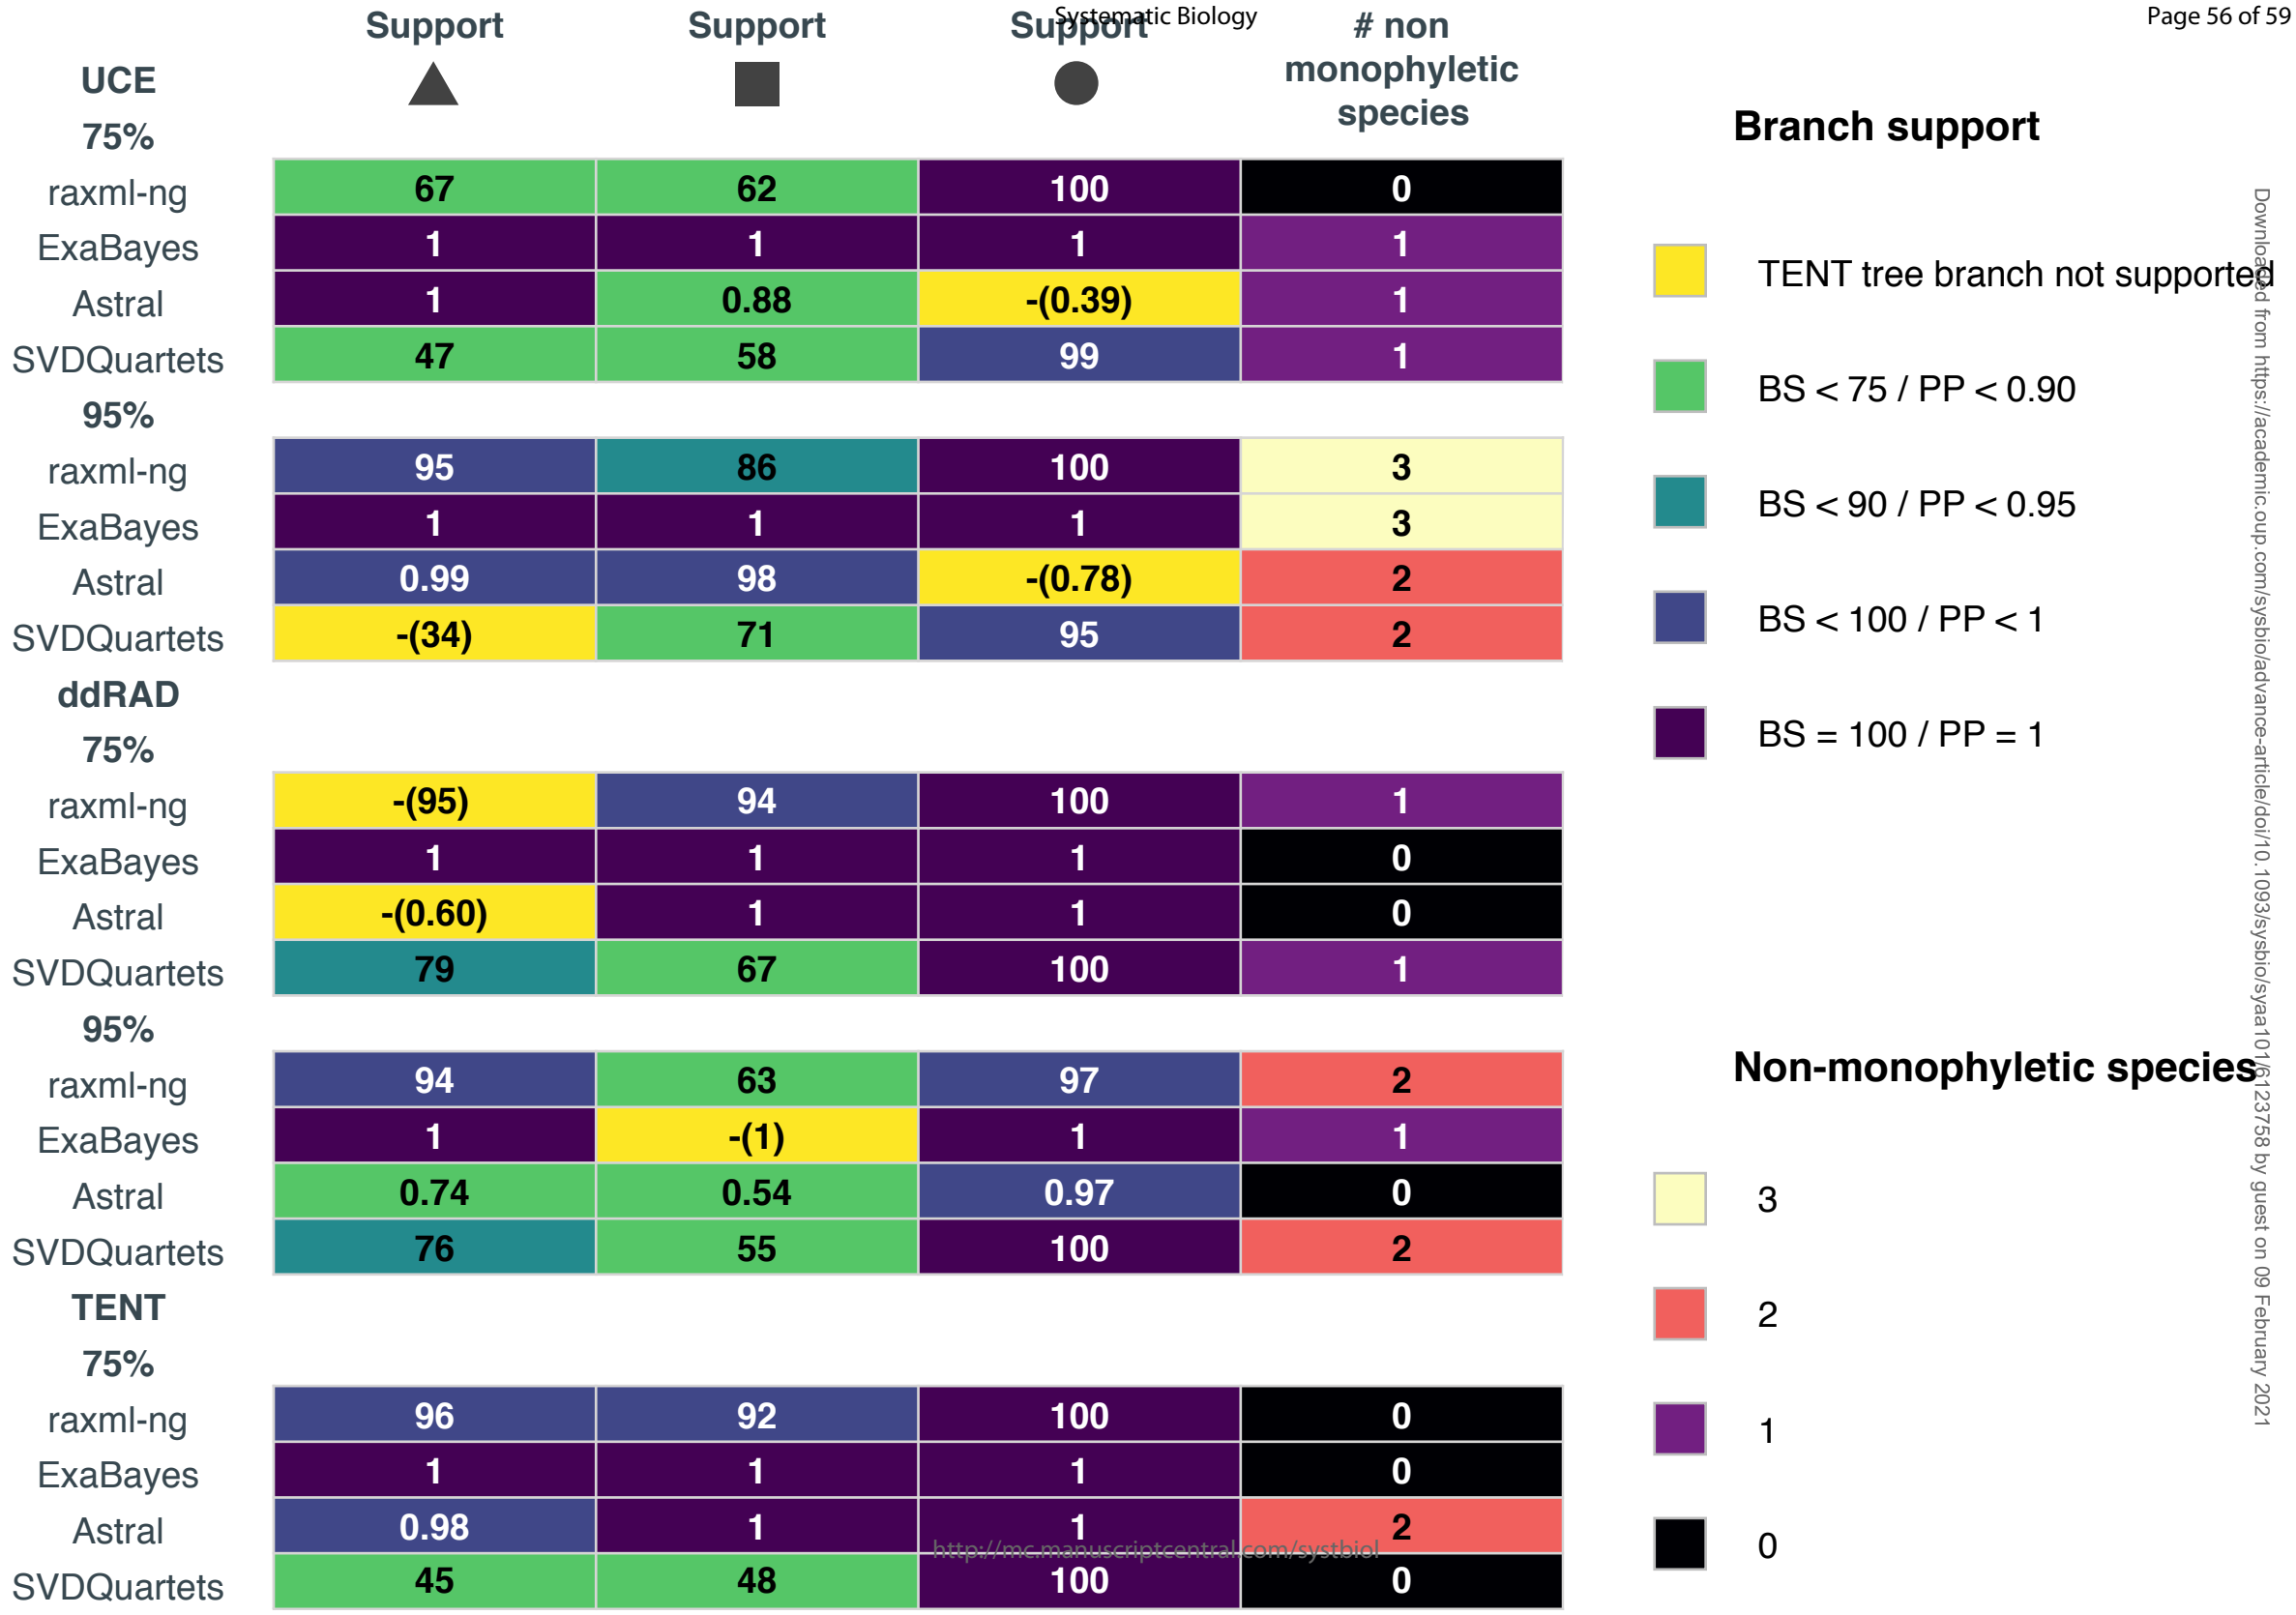 Systematic Biology
Page 56 of 59
Support Support Support # non
monophyletic
species
UCE
75%
raxml-ng 67 62 100 0
ExaBayes 1 1 1 1
Astral 1 0.88 -(0.39) 1
SVDQuartets 47 58 99 1
95%
raxml-ng 95 86 100 3
ExaBayes 1 1 1 3
Astral 0.99 98 -(0.78) 2
SVDQuartets -(34) 71 95 2
ddRAD
75%
raxml-ng -(95) 94 100 1
ExaBayes 1 1 1 0
Astral -(0.60) 1 1 0
SVDQuartets 79 67 100 1
95%
raxml-ng 94 63 97 2
ExaBayes 1 -(1) 1 1
Astral 0.74 0.54 0.97 0
SVDQuartets 76 55 100 2
TENT
75%
raxml-ng 96 92 100 0
ExaBayes 1 1 1 0
Astral 0.98 1 1 2
SVDQuartets 45 48 100 0
Branch support
TENT tree branch not supported
BS < 75 / PP < 0.90
BS < 90 / PP < 0.95
BS < 100 / PP < 1
BS = 100 / PP = 1
Non-monophyletic species
3
2
1
0
http://mc.manuscriptcentral.com/systbiol
Downloaded from https://academic.oup.com/sysbio/advance-article/doi/10.1093/sysbio/syaa101/6123758 by guest on 09 February 2021